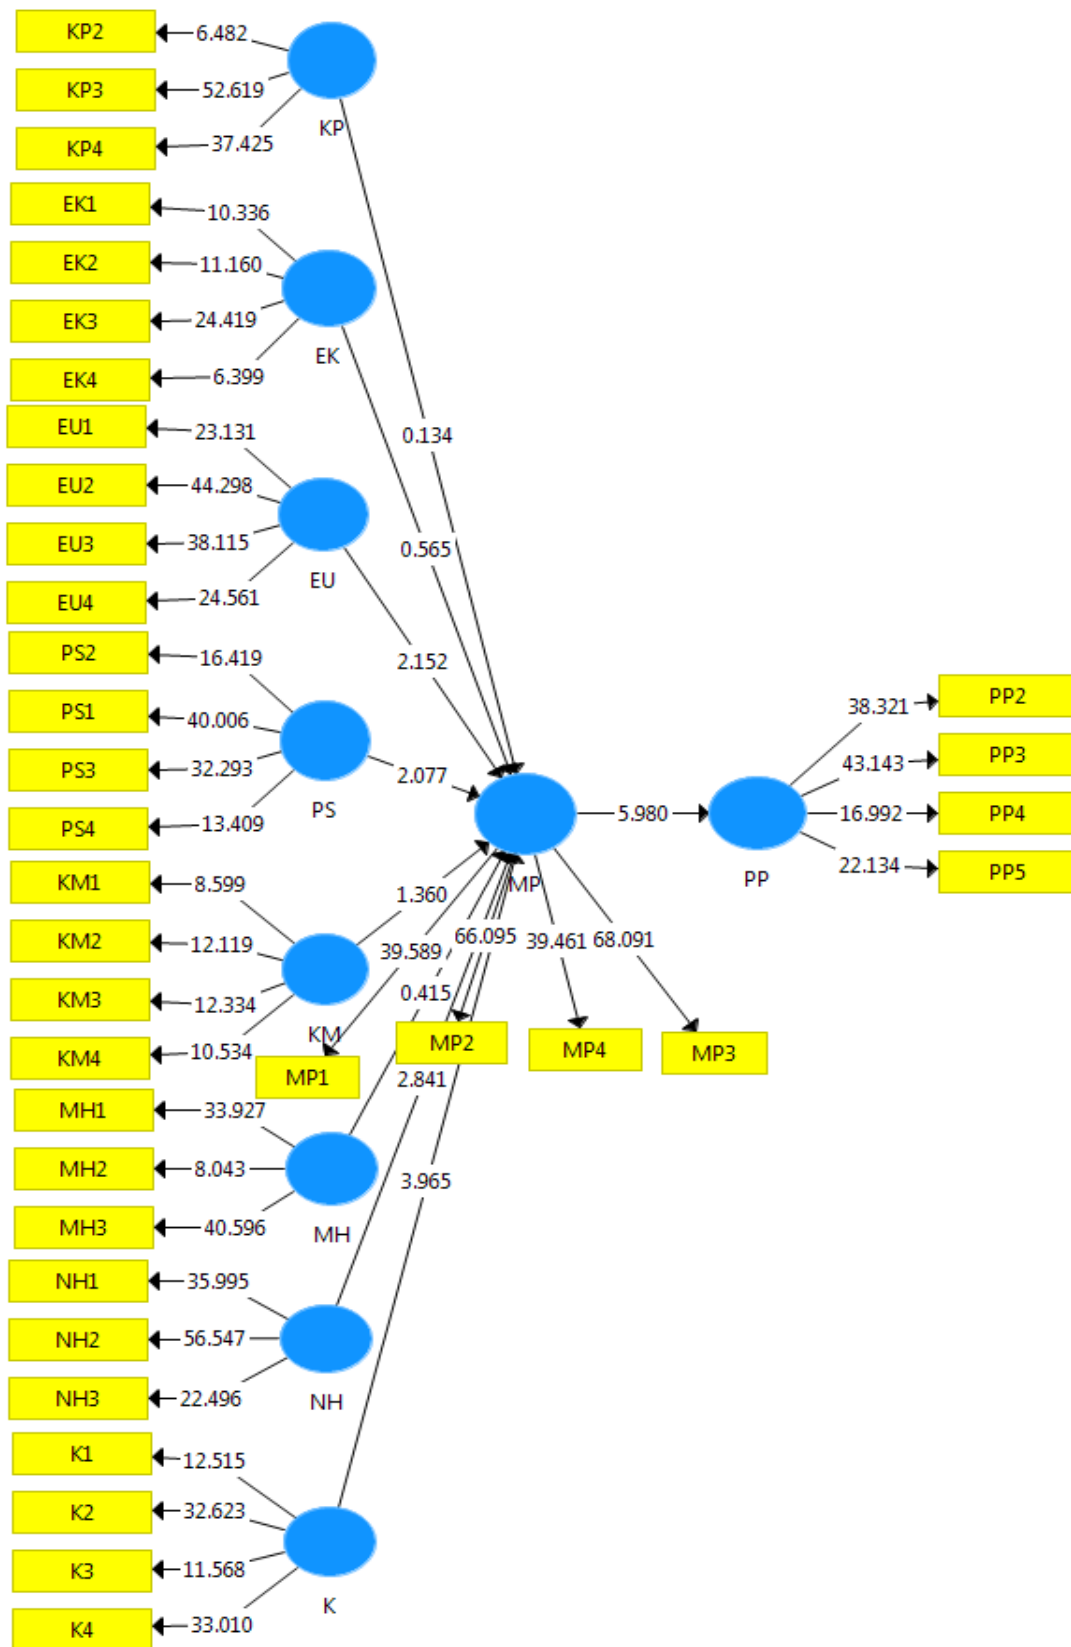 KP2
6.482
KP3
52.619
KP4
37.425
KP
EK1
10.336
EK2
11.160
EK3
24.419
EK4
6.399
EK
0.134
EU1
23.131
EU2
44.298
EU3
38.115
EU4
24.561
EU
0.565
2.152
PS2
16.419
PS1
40.006
PS3
32.293
PS4
13.409
PS
2.077
MP
5.980
PP
38.321
PP2
43.143
PP3
16.992
PP4
22.134
PP5
KM1
8.599
KM2
12.119
KM3
12.334
KM4
10.534
KM
1.360
39.589
66.095
39.461
68.091
0.415
MP1
MP2
MP4
MP3
2.841
MH1
33.927
MH2
8.043
MH3
40.596
MH
3.965
NH1
35.995
NH2
56.547
NH3
22.496
NH
K1
12.515
K2
32.623
K3
11.568
K4
33.010
K